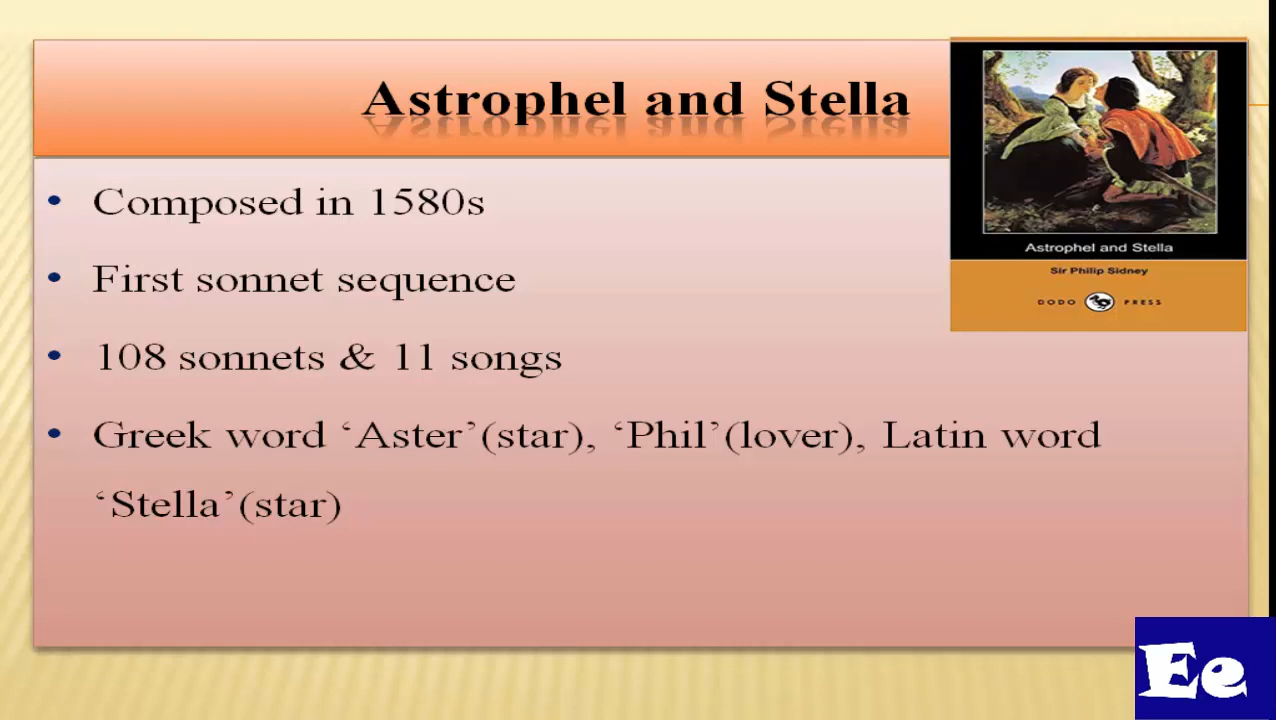 Astrophel and Stella
Astrophel and Stella
Sir Philip Sidney
DODO PRESS
• Composed in 1580s
• First sonnet sequence
• 108 sonnets & 11 songs
• Greek word ‘Aster’(star), ‘Phil’(lover), Latin word
‘Stella’(star)
Ee